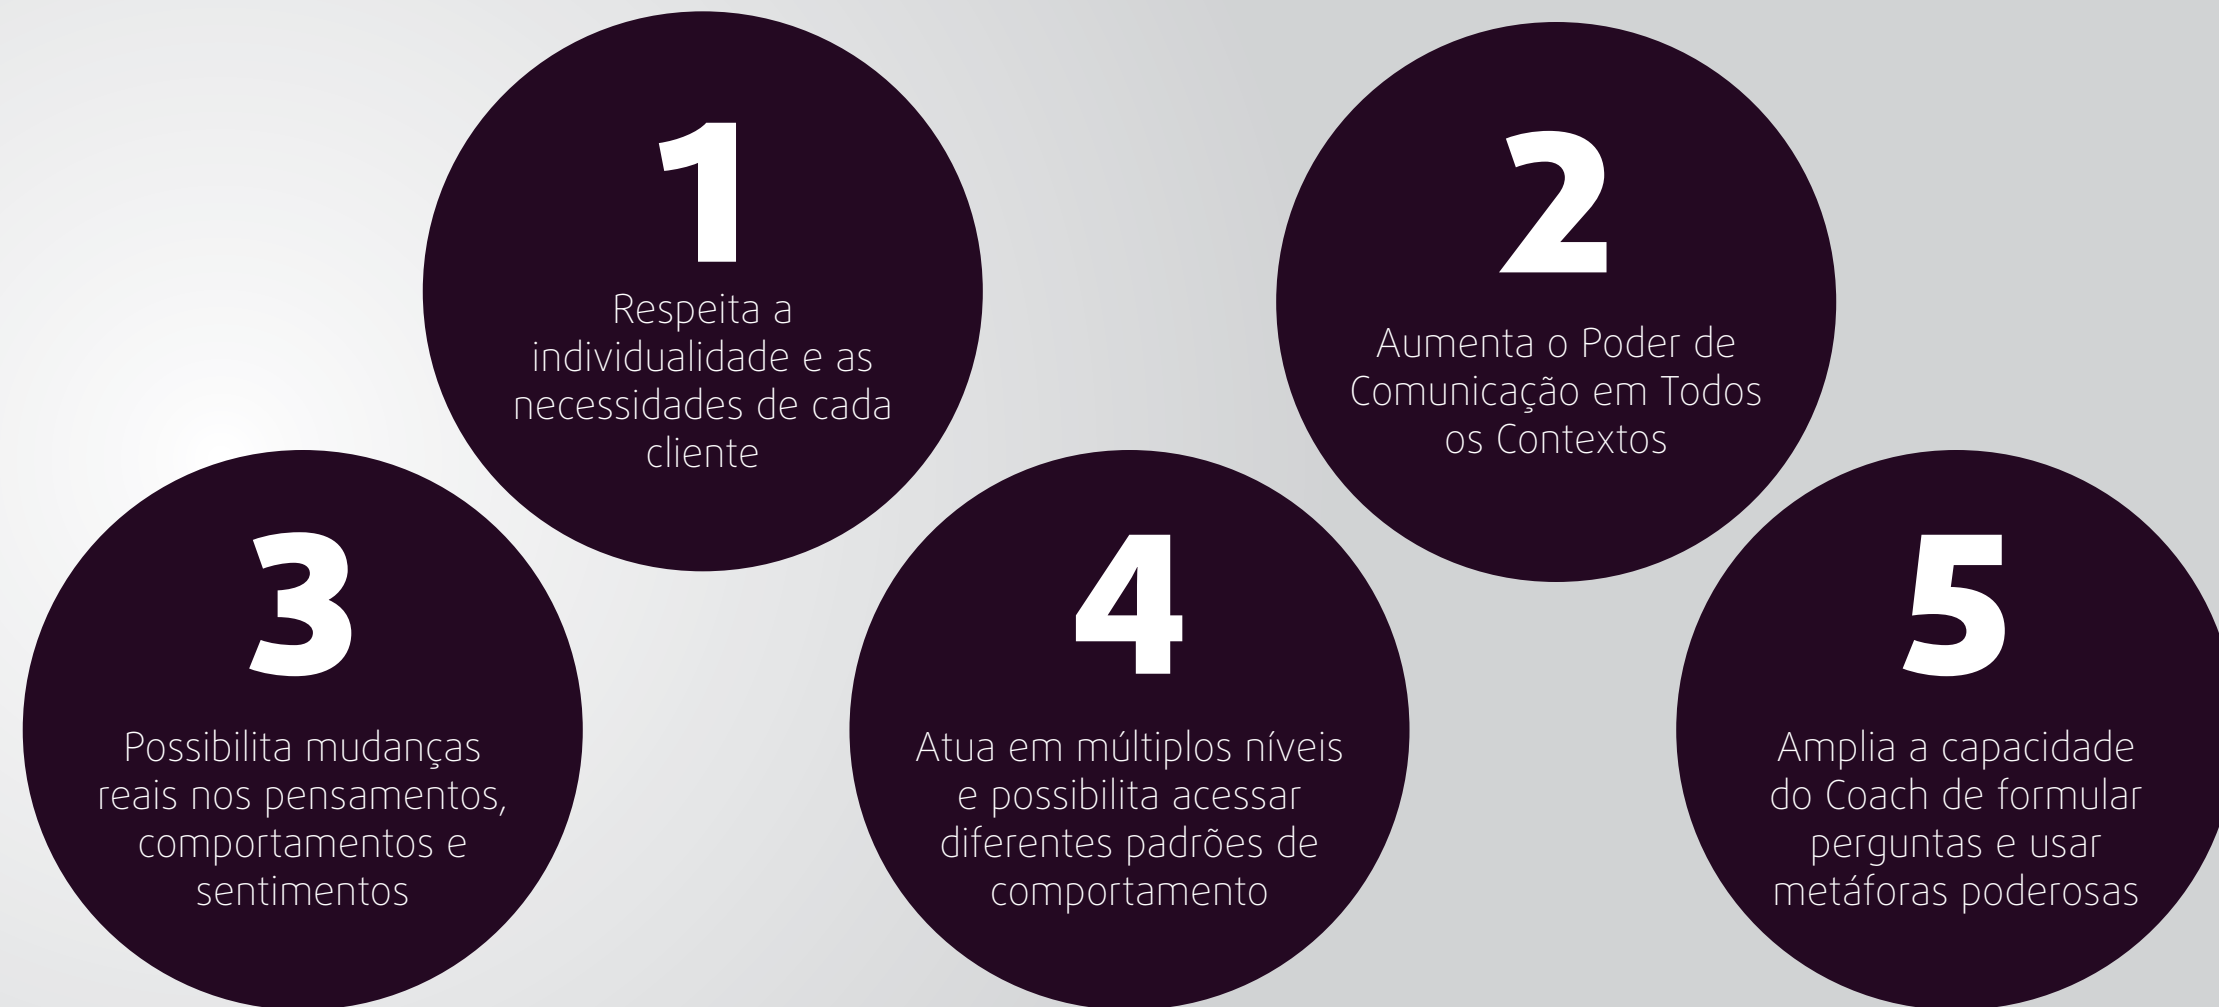 1
Respeita a
individualidade e as
necessidades de cada
cliente
2
Aumenta o Poder de
Comunicação em Todos
os Contextos
3
Possibilita mudanças
reais nos pensamentos,
comportamentos e
sentimentos
4
Atua em múltiplos níveis
e possibilita acessar
diferentes padrões de
comportamento
5
Amplia a capacidade
do Coach de formular
perguntas e usar
metáforas poderosas